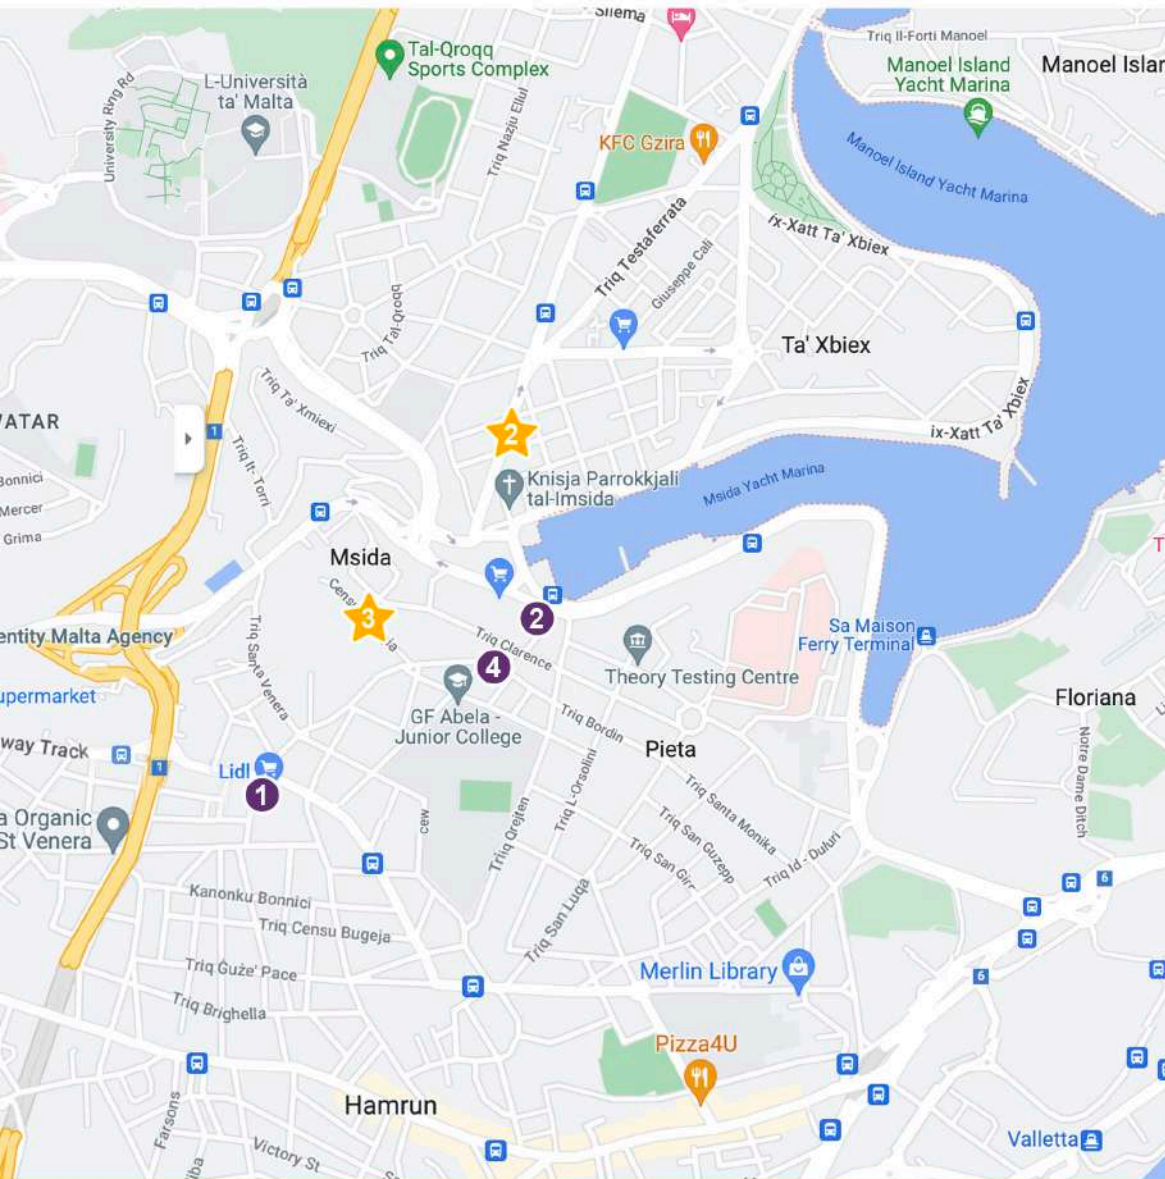 Sliema
Triq Il-Forti Manoel
Tal-Qroqq
Sports Complex
Manoel Island
Yacht Marina
Manoel Islan
L-Università
ta' Malta
University Ring Rd
Triq Nazju Ellul
KFC Gzira
Manoel Island Yacht Marina
ix-Xatt Ta' Xbiex
Triq Testaferrata
Giuseppe Cali
Triq Tal-Qroqq
Ta' Xbiex
Triq Ta' Xmiexi
ix-Xatt Ta' Xbiex
WATAR
1
2
Triq It-Torri
Bonnici
Mercer
Grima
Knisja Parrokkjali
tal-Imsida
Msida Yacht Marina
Msida
T
3
2
Triq Clarence
4
entity Malta Agency
Triq Santa Venera
Sa Maison
Ferry Terminal
Theory Testing Centre
upermarket
Floriana
GF Abela -
Junior College
Triq Bordin
way Track
Pieta
Notre Dame Ditch
1
Lidl
1
Triq L-Orsolini
Triq Santa Monika
a Organic
St Venera
cew
Triq Qrejten
Triq San Guzepp
Triq San Girr
Triq Id - Duluri
Kanonku Bonnici
6
Triq Censu Bugeja
Triq San Luqa
Triq Guże' Pace
Merlin Library
6
Triq Brighella
Pizza4U
Hamrun
Farsons
Victory St
Valletta